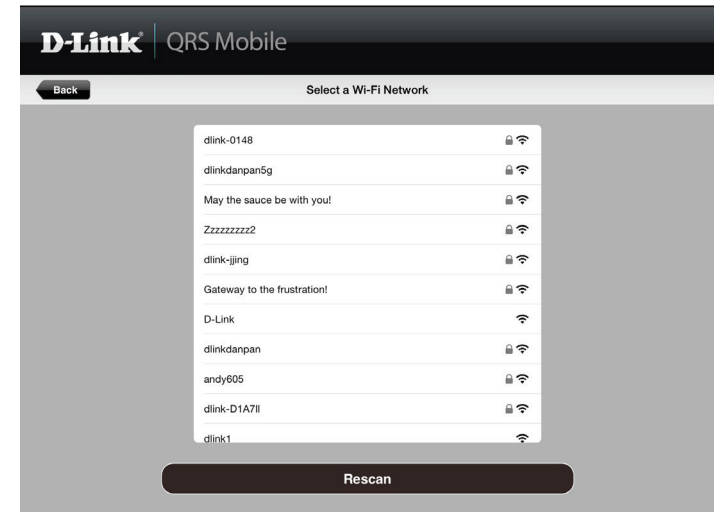 D-Link® QRS Mobile
Back Select a Wi-Fi Network
dlink-0148
dlinkdanpan5g
May the sauce be with you!
Zzzzzzzzz2
dlink-jjing
Gateway to the frustration!
D-Link
dlinkdanpan
andy605
dlink-D1A7ll
dlink1
Rescan